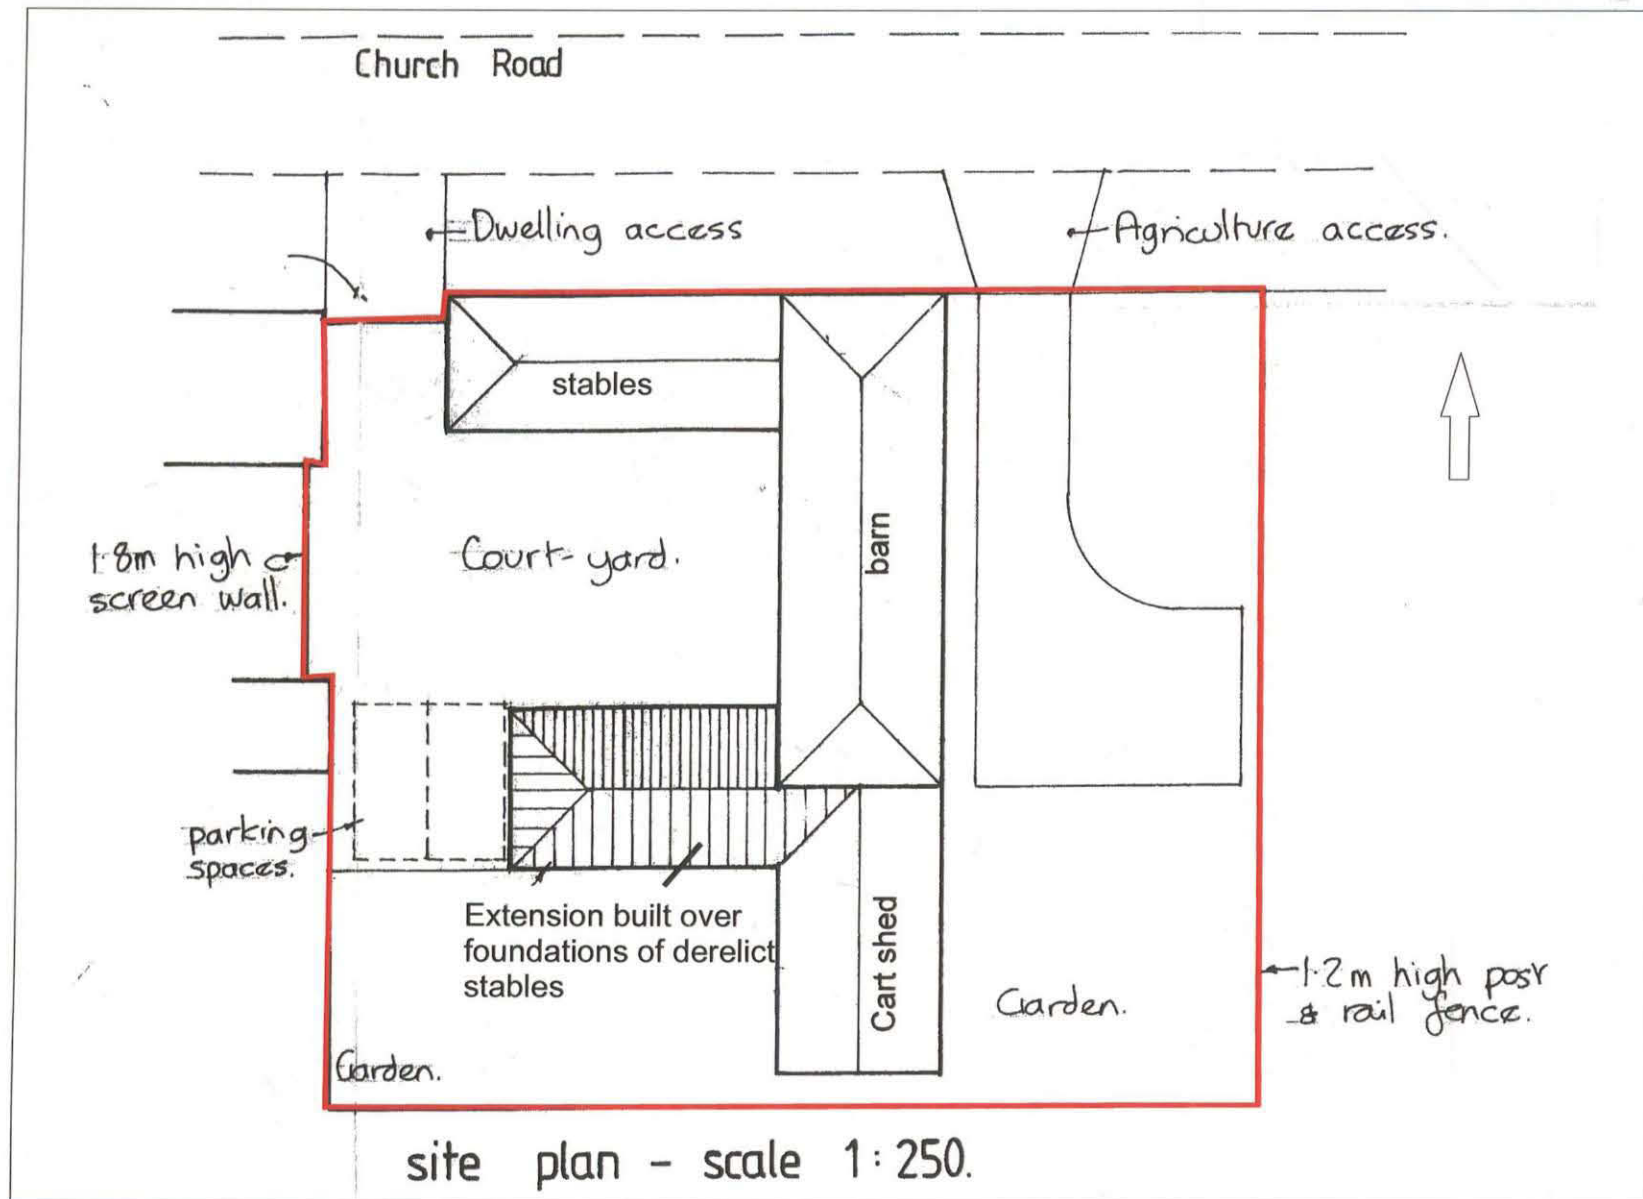 Church Road
Dwelling access
Agriculture access.
stables
barn
1·8m high
screen wall.
Court-yard.
parking
spaces.
Extension built over
foundations of derelict
stables
Cart shed
Garden.
1·2m high post
& rail fence.
Garden.
site plan - scale 1:250.